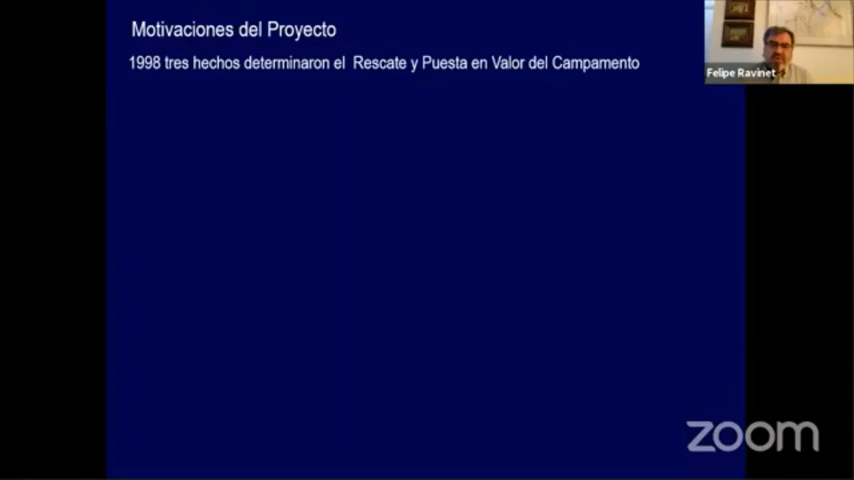 Motivaciones del Proyecto
1998 tres hechos determinaron el Rescate y Puesta en Valor del Campamento
Felipe Ravinet
zoom